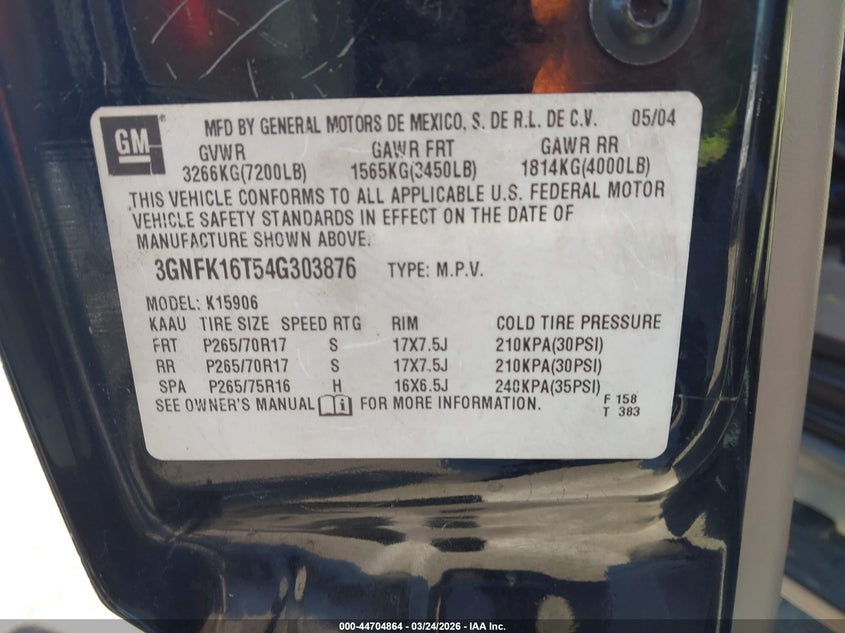 GM
MFD BY GENERAL MOTORS DE MEXICO, S. DE R.L. DE C.V. 05/04
GVWR GAWR FRT GAWR RR
3266KG(7200LB) 1565KG(3450LB) 1814KG(4000LB)
THIS VEHICLE CONFORMS TO ALL APPLICABLE U.S. FEDERAL MOTOR
VEHICLE SAFETY STANDARDS IN EFFECT ON THE DATE OF
MANUFACTURE SHOWN ABOVE.
3GNFK16T54G303876 TYPE: M.P.V.
MODEL: K15906
KAAU TIRE SIZE SPEED RTG RIM COLD TIRE PRESSURE
FRT P265/70R17 S 17X7.5J 210KPA(30PSI)
RR P265/70R17 S 17X7.5J 210KPA(30PSI)
SPA P265/75R16 H 16X6.5J 240KPA(35PSI)
SEE OWNER'S MANUAL FOR MORE INFORMATION. F 158
T 383
000-44704864 - 03/24/2026 - IAA Inc.